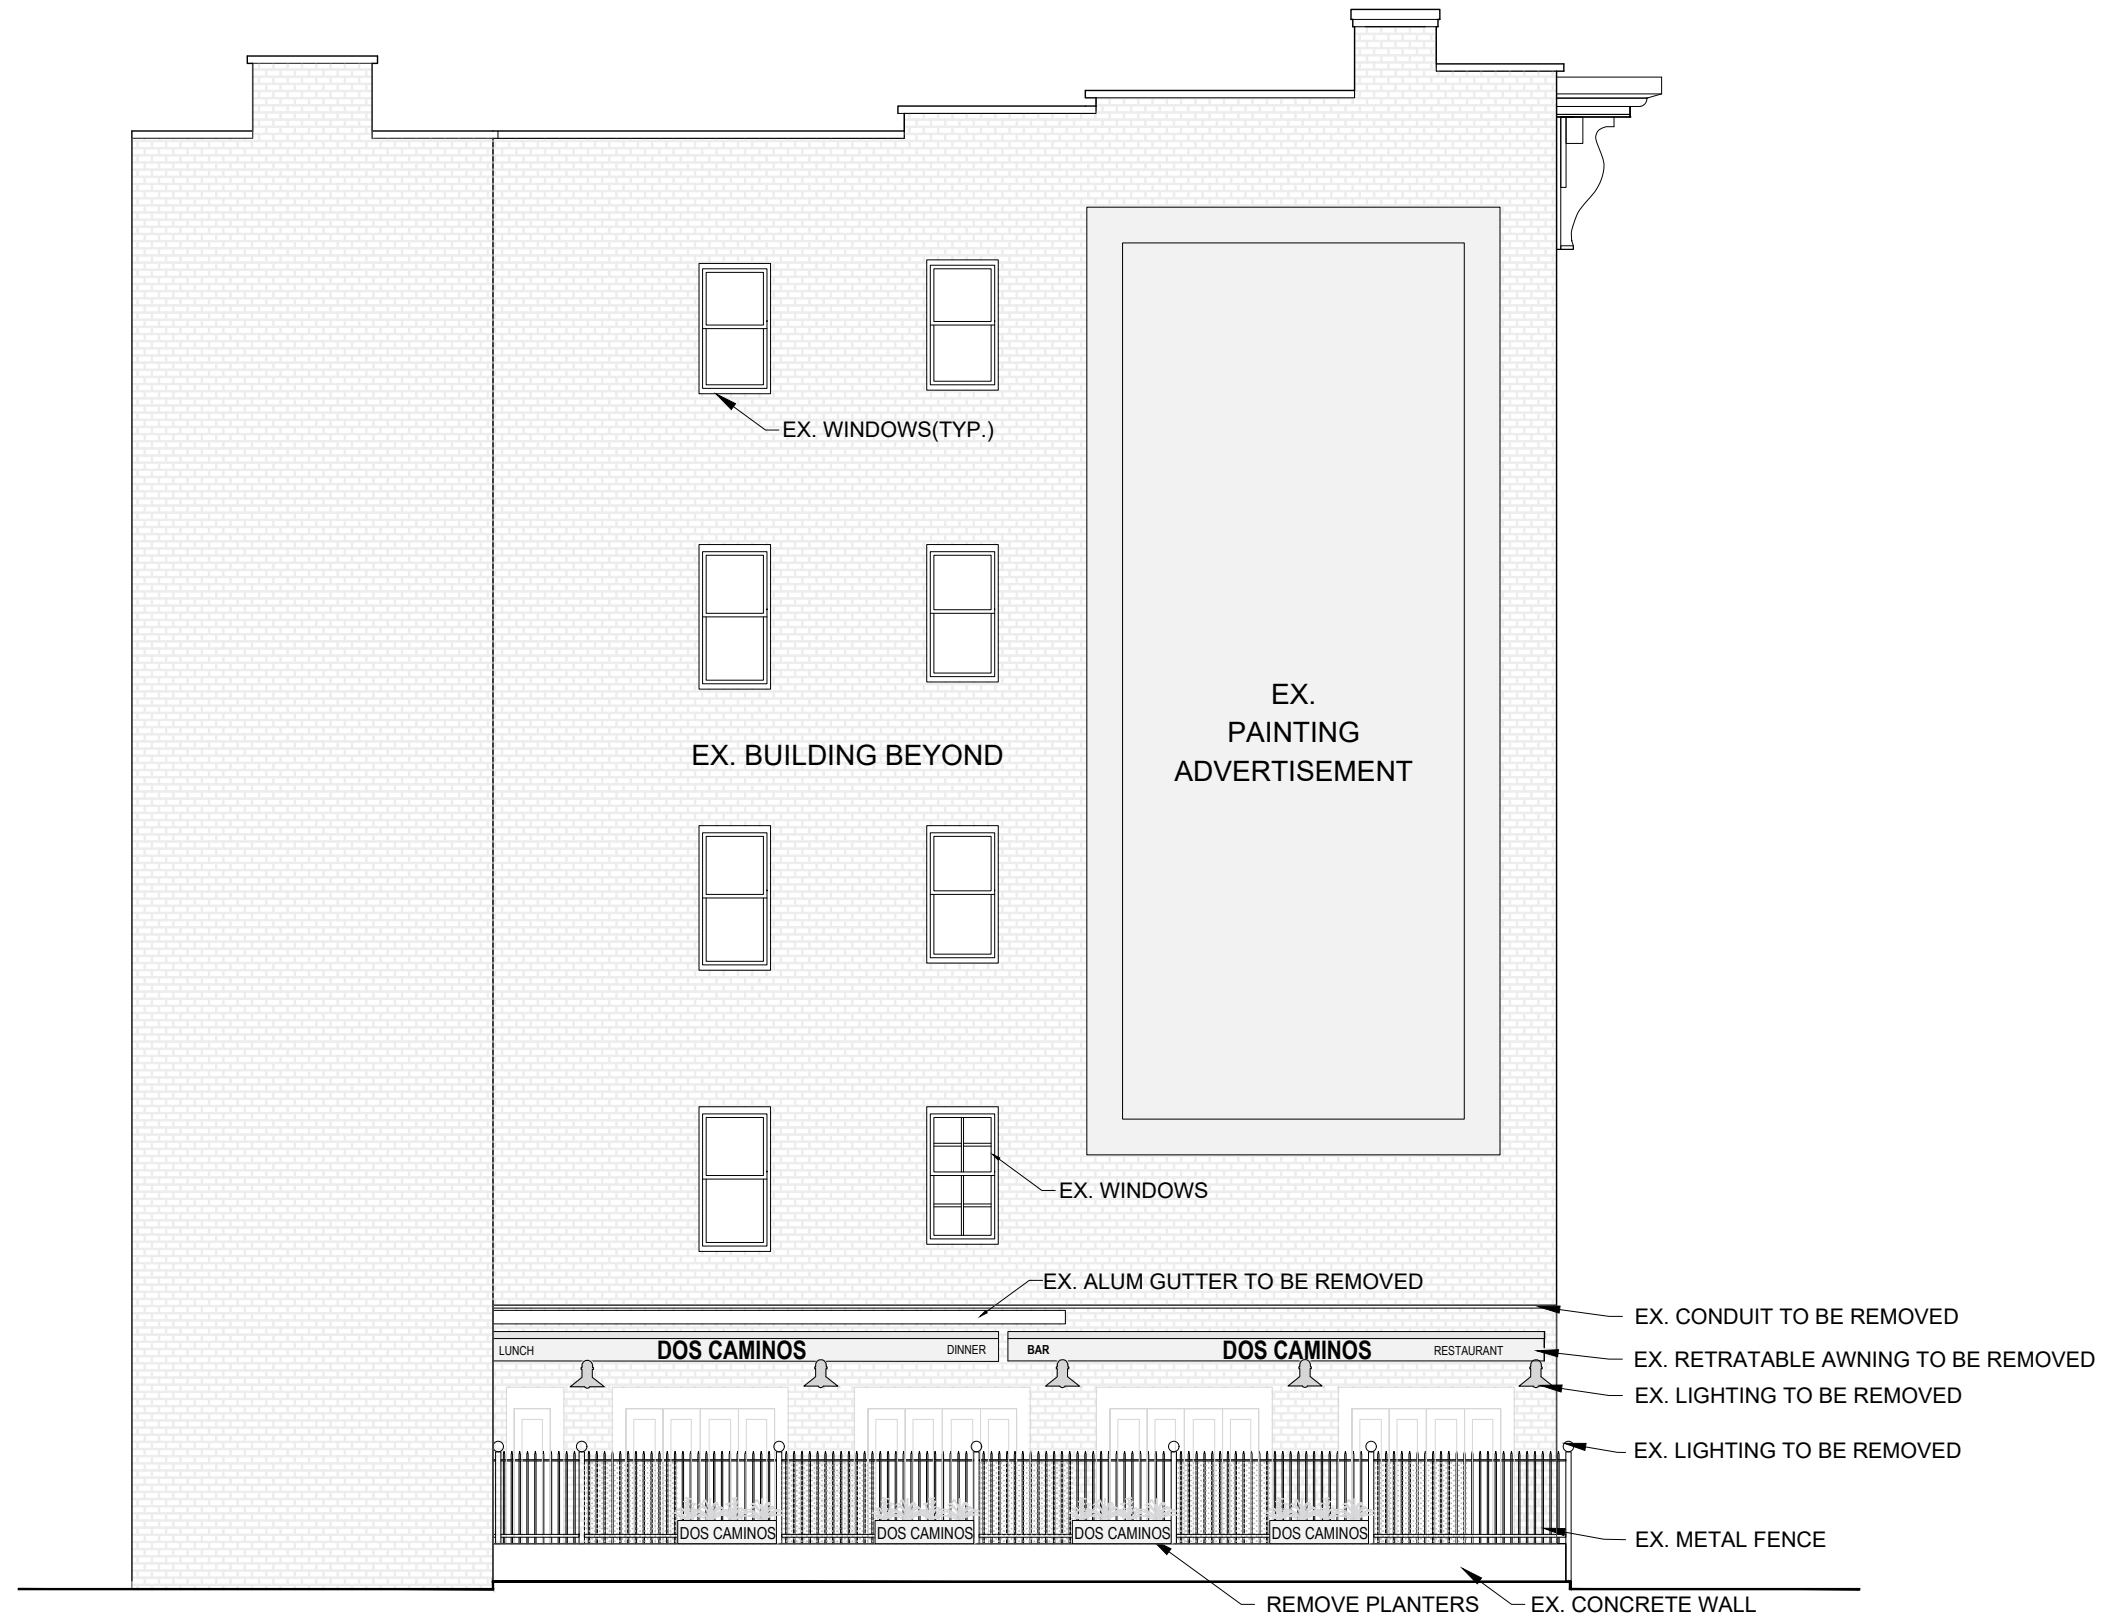 EX. WINDOWS(TYP.)
EX.
PAINTING
ADVERTISEMENT
EX. BUILDING BEYOND
EX. WINDOWS
EX. ALUM GUTTER TO BE REMOVED
EX. CONDUIT TO BE REMOVED
LUNCH DOS CAMINOS DINNER BAR DOS CAMINOS RESTAURANT
EX. RETRATABLE AWNING TO BE REMOVED
EX. LIGHTING TO BE REMOVED
EX. LIGHTING TO BE REMOVED
DOS CAMINOS DOS CAMINOS DOS CAMINOS DOS CAMINOS
EX. METAL FENCE
REMOVE PLANTERS
EX. CONCRETE WALL